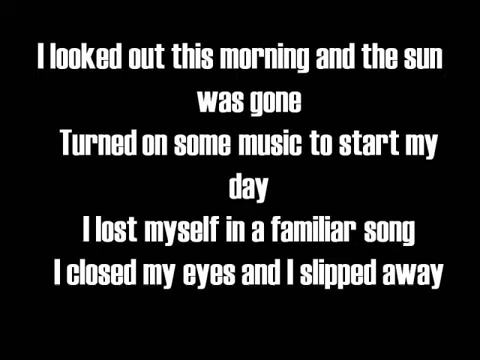 I looked out this morning and the sun
was gone
Turned on some music to start my
day
I lost myself in a familiar song
I closed my eyes and I slipped away